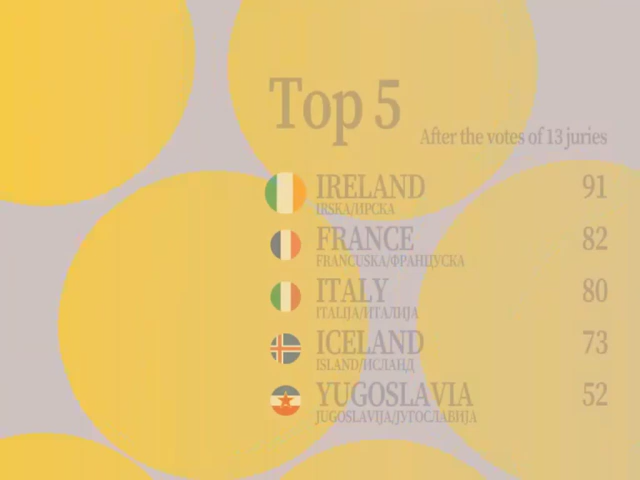 Top 5
After the votes of 13 juries
IRELAND 91
IRSKA/ИРСКА
FRANCE 82
FRANCUSKA/ФРАНЦУСКА
ITALY 80
ITALIJA/ИТАЛИЈА
ICELAND 73
ISLAND/ИСЛАНД
YUGOSLAVIA 52
JUGOSLAVIJA/ЈУГОСЛАВИЈА